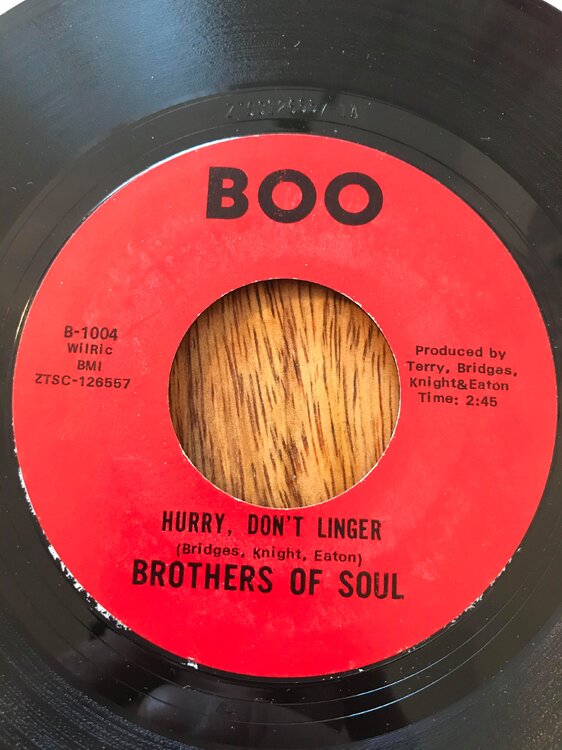 BOO
B-1004
WilRic
BMI
ZTSC-126557
Produced by
Terry, Bridges,
Knight&Eaton
Time: 2:45
HURRY, DON'T LINGER
(Bridges, Knight, Eaton)
BROTHERS OF SOUL